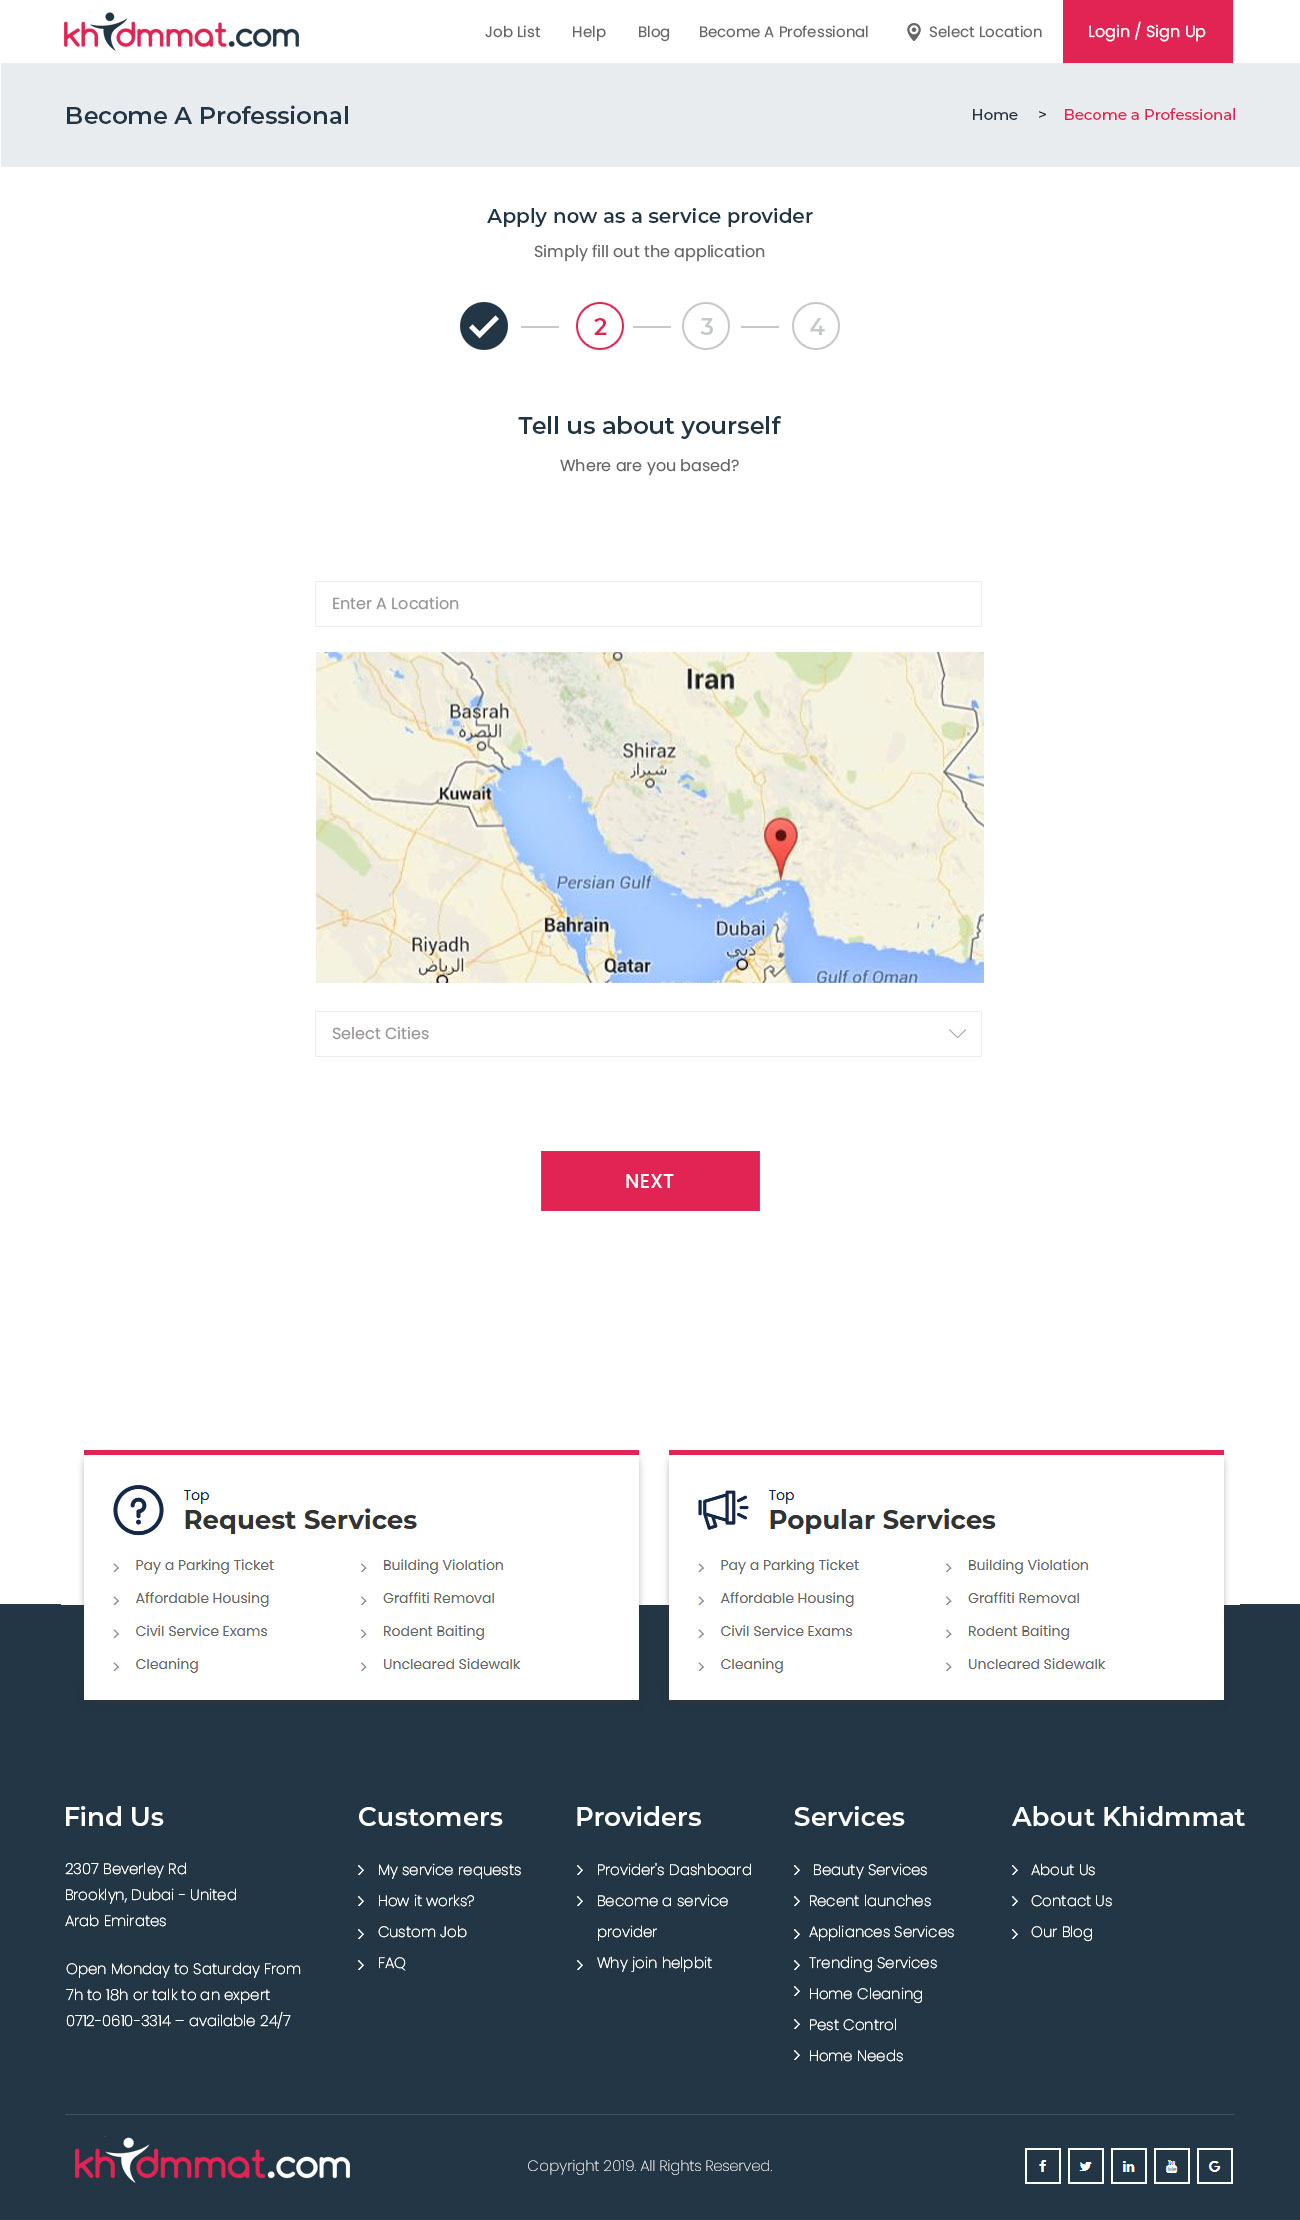 khidmmat.com
Job List
Help
Blog
Become A Professional
Select Location
Login / Sign Up
Become A Professional
Home > Become a Professional
Apply now as a service provider
Simply fill out the application
2
3
4
Tell us about yourself
Where are you based?
Enter A Location
Iran
Basrah
البصرة
Shiraz
شیراز
Kuwait
Persian Gulf
Bahrain
Dubai
دبي
Riyadh
الرياض
Qatar
Gulf of Oman
Select Cities
NEXT
Top
Request Services
Pay a Parking Ticket
Building Violation
Affordable Housing
Graffiti Removal
Civil Service Exams
Rodent Baiting
Cleaning
Uncleared Sidewalk
Top
Popular Services
Pay a Parking Ticket
Building Violation
Affordable Housing
Graffiti Removal
Civil Service Exams
Rodent Baiting
Cleaning
Uncleared Sidewalk
Find Us
2307 Beverley Rd
Brooklyn, Dubai - United
Arab Emirates
Open Monday to Saturday From
7h to 18h or talk to an expert
0712-0610-3314 – available 24/7
Customers
My service requests
How it works?
Custom Job
FAQ
Providers
Provider's Dashboard
Become a service
provider
Why join helpbit
Services
Beauty Services
Recent launches
Appliances Services
Trending Services
Home Cleaning
Pest Control
Home Needs
About Khidmmat
About Us
Contact Us
Our Blog
khidmmat.com
Copyright 2019. All Rights Reserved.